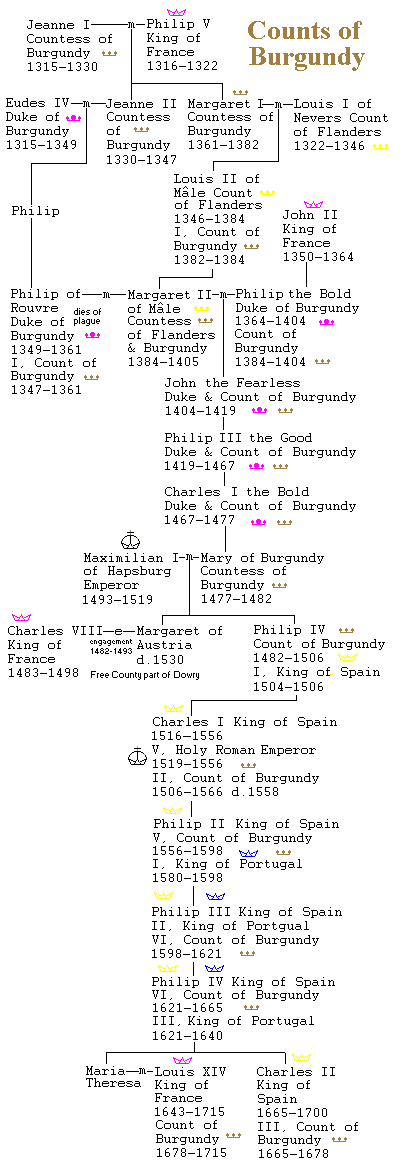 Counts of
Burgundy
Jeanne I—m—Philip V
Countess of
Burgundy
1315—1330
King of
France
1316—1322
Eudes IV—m—Jeanne II
Duke of
Burgundy
1315—1349
Countess
of
Burgundy
1330—1347
Margaret I—m—Louis I of
Countess of
Burgundy
1361—1382
Nevers Count
of Flanders
1322—1346
Philip
Louis II of
Mâle Count
of Flanders
1346—1384
I, Count of
Burgundy
1382—1384
John II
King of
France
1350—1364
Philip of—m—Margaret II—m—Philip the Bold
Rouvre
Duke of
Burgundy
1349—1361
I, Count of
Burgundy
1347—1361
dies of
plague
of Mâle
Countess
of Flanders
& Burgundy
1384—1405
Duke of Burgundy
1364—1404
Count of
Burgundy
1384—1404
John the Fearless
Duke & Count of Burgundy
1404—1419
Philip III the Good
Duke & Count of Burgundy
1419—1467
Charles I the Bold
Duke & Count of Burgundy
1467—1477
Maximilian I—m—Mary of Burgundy
of Hapsburg
Emperor
1493—1519
Countess of
Burgundy
1477—1482
Charles VIII—e—Margaret of
King of
France
1483—1498
engagement
1482-1493
Austria
d.1530
Free County part of Dowry
Philip IV
Count of Burgundy
1482—1506
I, King of Spain
1504—1506
Charles I King of Spain
1516—1556
V, Holy Roman Emperor
1519—1556
II, Count of Burgundy
1506—1566 d.1558
Philip II King of Spain
V, Count of Burgundy
1556—1598
I, King of Portugal
1580—1598
Philip III King of Spain
II, King of Portgual
VI, Count of Burgundy
1598—1621
Philip IV King of Spain
VI, Count of Burgundy
1621—1665
III, King of Portugal
1621—1640
Maria—m—Louis XIV
Theresa
King of
France
1643—1715
Count of
Burgundy
1678—1715
Charles II
King of
Spain
1665—1700
III, Count of
Burgundy
1665—1678